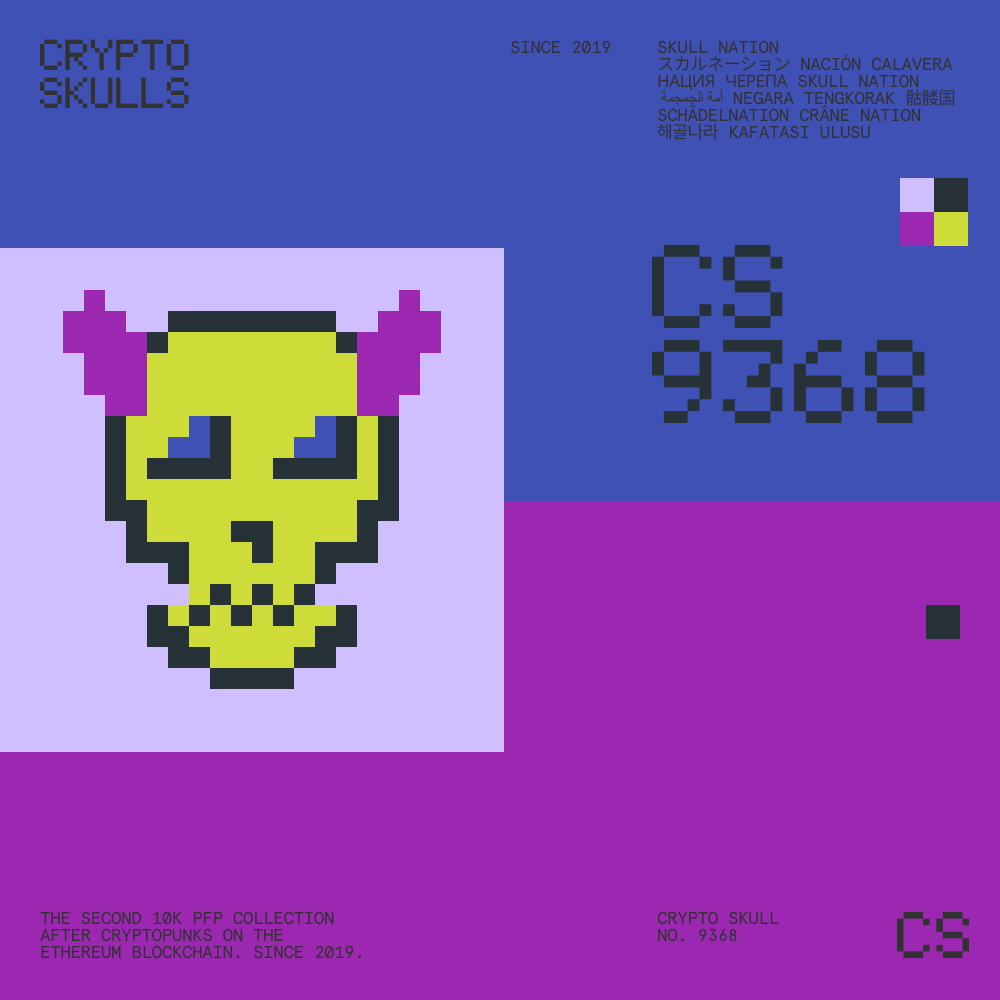 CRYPTO
SKULLS
SINCE 2019
SKULL NATION
スカルネーション NACIÓN CALAVERA
НАЦИЯ ЧЕРЕПА SKULL NATION
أمة الجمجمة NEGARA TENGKORAK 骷髅国
SCHÄDELNATION CRÂNE NATION
해골나라 KAFATASI ULUSU
CS
9368
THE SECOND 10K PFP COLLECTION
AFTER CRYPTOPUNKS ON THE
ETHEREUM BLOCKCHAIN. SINCE 2019.
CRYPTO SKULL
NO. 9368
CS